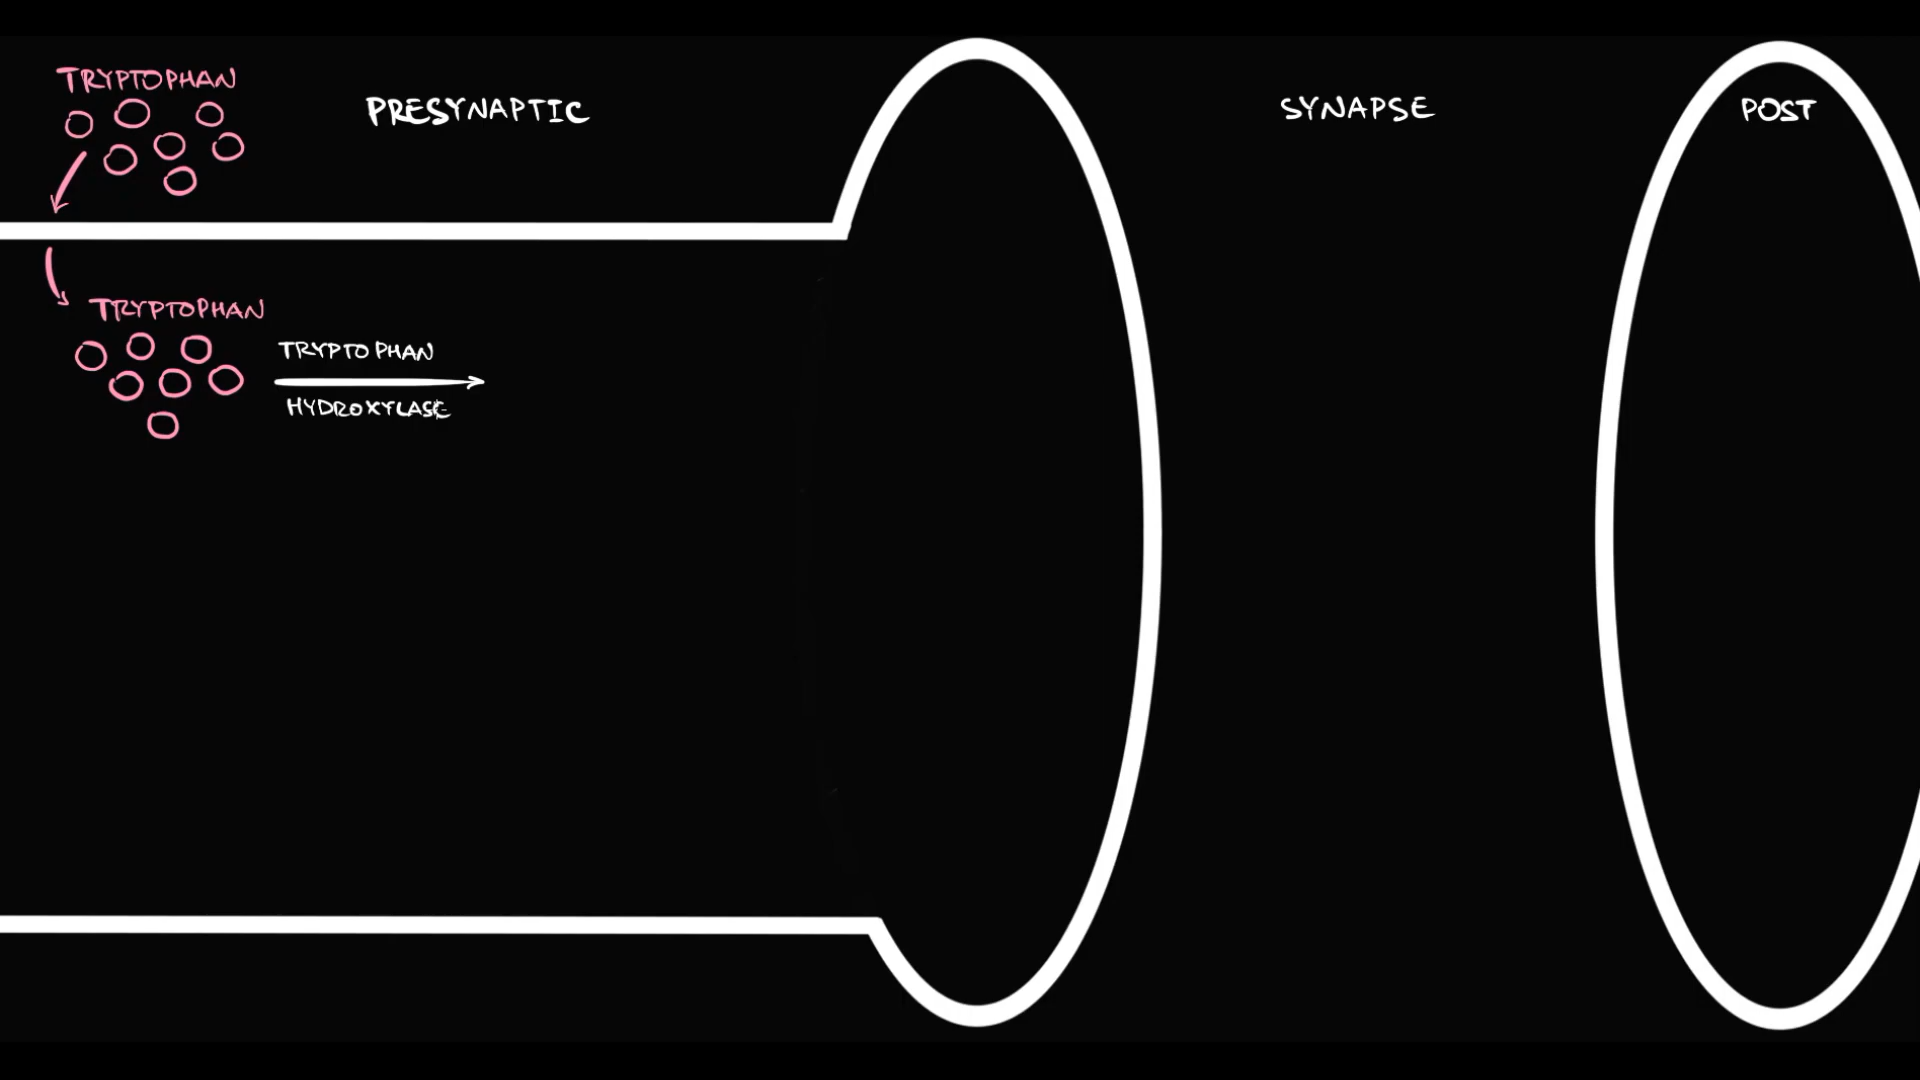 TRYPTOPHAN
PRESYNAPTIC
SYNAPSE
POST
TRYPTOPHAN
TRYPTOPHAN
HYDROXYLASE